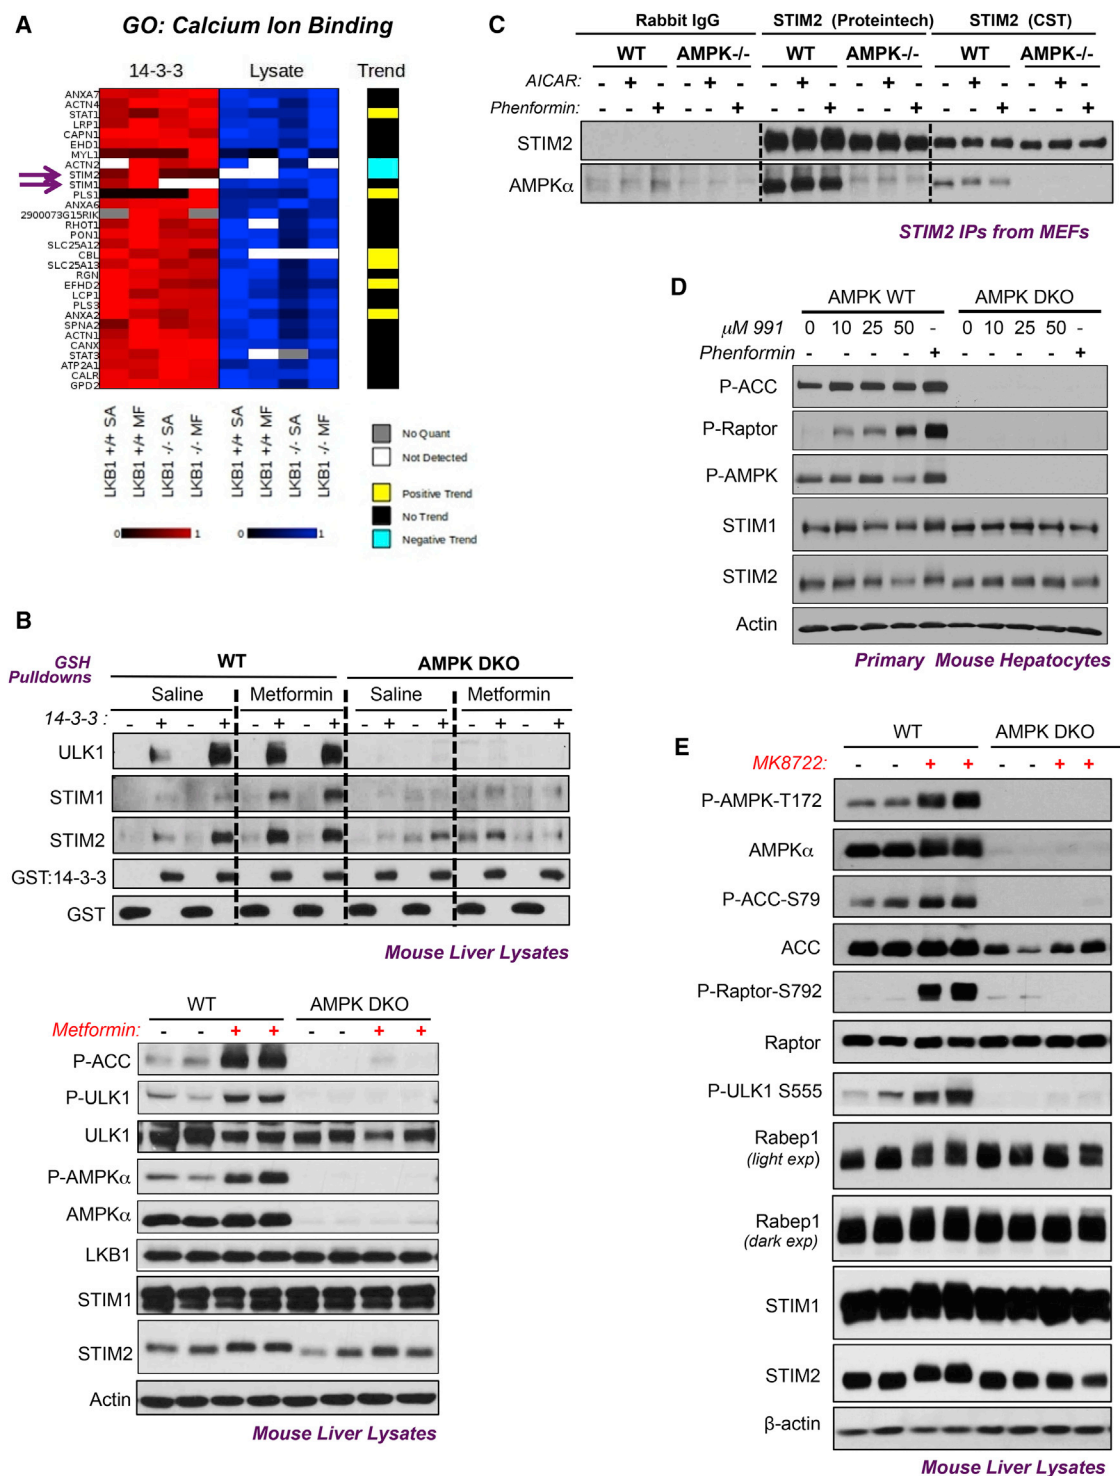 A
GO: Calcium Ion Binding
14-3-3 Lysate Trend
ANXA7
ACTN4
STAT1
LRP1
CAPN1
EHD1
MYL1
ACTN2
STIM2
STIM1
PLS1
ANXA6
2900073G15RIK
RHOT1
PON1
SLC25A12
CBL
SLC25A13
RGN
EFHD2
LCP1
PLS3
ANXA2
SPNA2
ACTN1
CANX
STAT3
ATP2A1
CALR
GPD2
LKB1 +/+ SA
LKB1 +/+ MF
LKB1 -/- SA
LKB1 -/- MF
LKB1 +/+ SA
LKB1 +/+ MF
LKB1 -/- SA
LKB1 -/- MF
0 1 0 1
No Quant
Not Detected
Positive Trend
No Trend
Negative Trend
B
GSH Pulldowns
WT AMPK DKO
Saline Metformin Saline Metformin
14-3-3 : - + - + - + - + - + - + - + - +
ULK1
STIM1
STIM2
GST:14-3-3
GST
Mouse Liver Lysates
WT AMPK DKO
Metformin: - - + + - - + +
P-ACC
P-ULK1
ULK1
P-AMPKα
AMPKα
LKB1
STIM1
STIM2
Actin
Mouse Liver Lysates
C
Rabbit IgG STIM2 (Proteintech) STIM2 (CST)
WT AMPK-/- WT AMPK-/- WT AMPK-/-
AICAR: - + - - + - - + - - + - - + - - + -
Phenformin: - - + - - + - - + - - + - - + - - +
STIM2
AMPKα
STIM2 IPs from MEFs
D
AMPK WT AMPK DKO
μM 991 0 10 25 50 - 0 10 25 50 -
Phenformin - - - - + - - - - +
P-ACC
P-Raptor
P-AMPK
STIM1
STIM2
Actin
Primary Mouse Hepatocytes
E
WT AMPK DKO
MK8722: - - + + - - + +
P-AMPK-T172
AMPKα
P-ACC-S79
ACC
P-Raptor-S792
Raptor
P-ULK1 S555
Rabep1
(light exp)
Rabep1
(dark exp)
STIM1
STIM2
β-actin
Mouse Liver Lysates